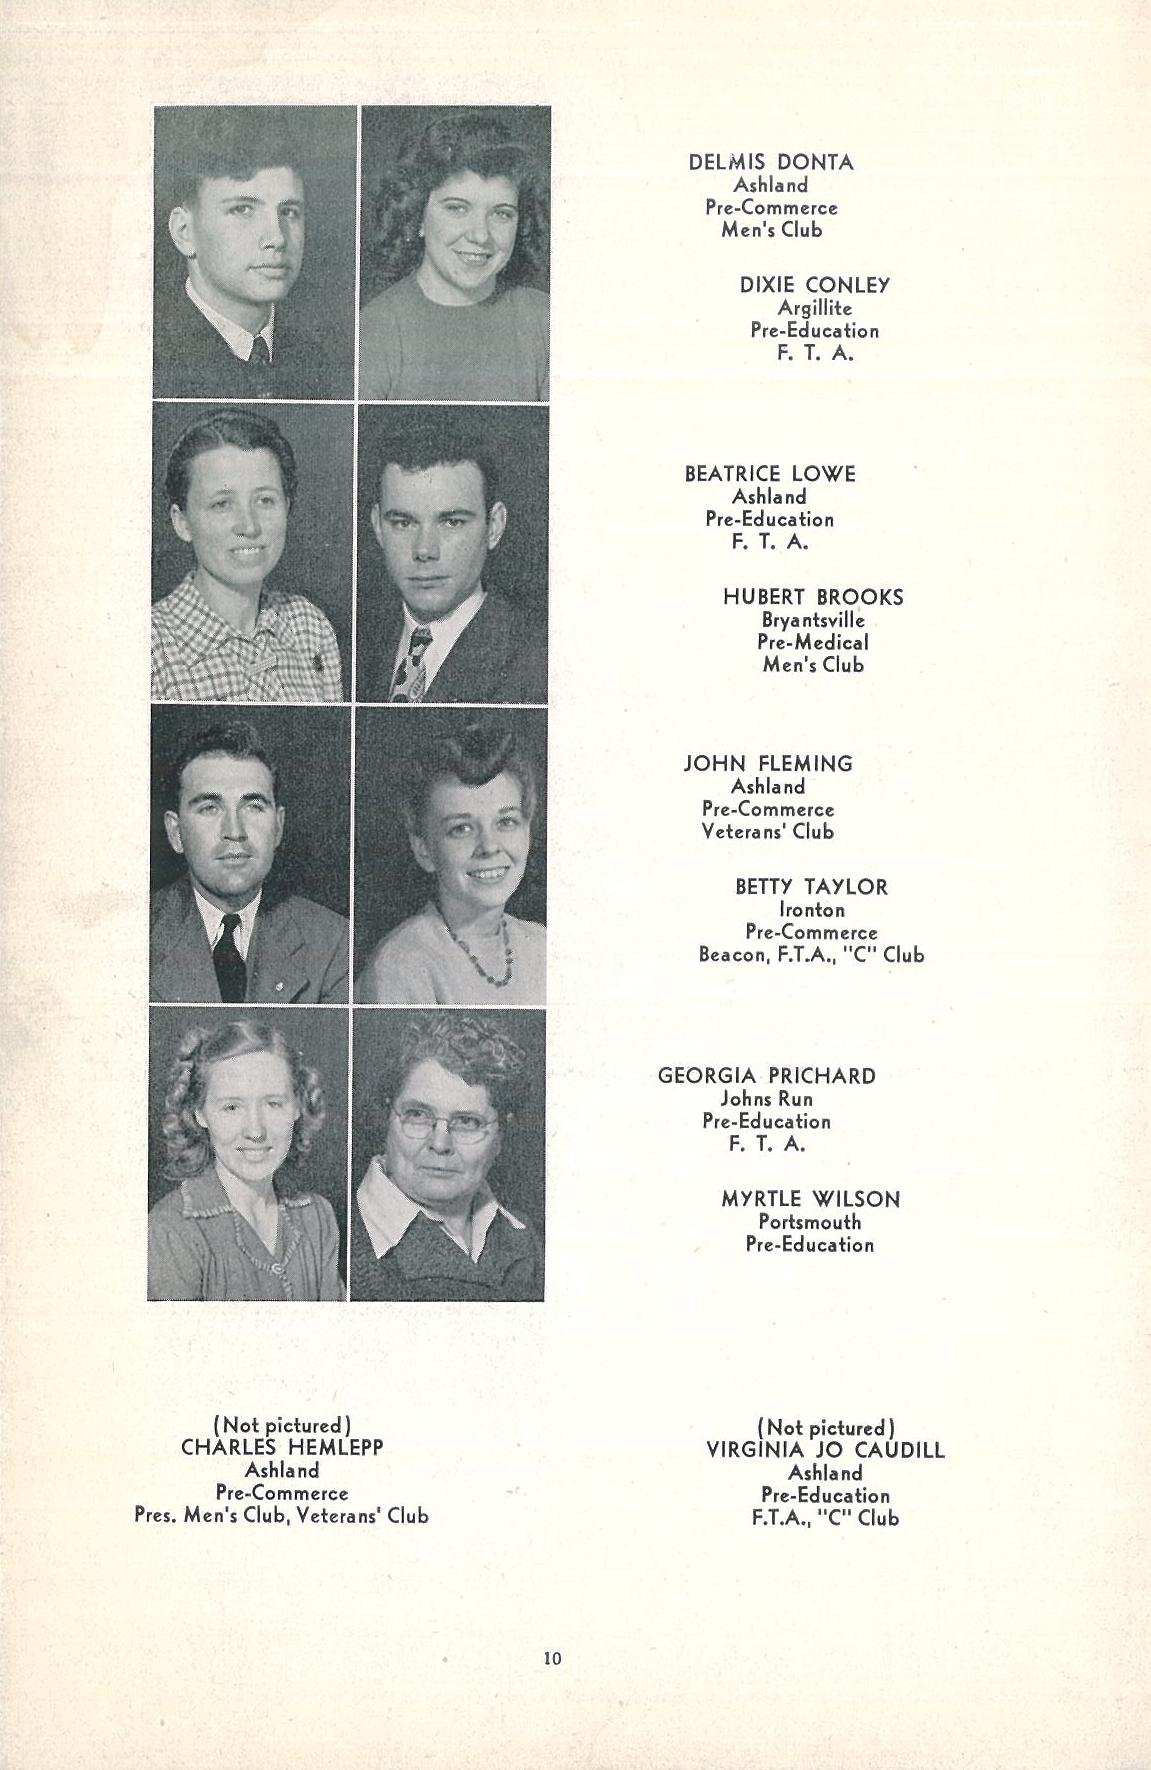 DELMIS DONTA
Ashland
Pre-Commerce
Men's Club
DIXIE CONLEY
Argillite
Pre-Education
F. T. A.
BEATRICE LOWE
Ashland
Pre-Education
F. T. A.
HUBERT BROOKS
Bryantsville
Pre-Medical
Men's Club
JOHN FLEMING
Ashland
Pre-Commerce
Veterans' Club
BETTY TAYLOR
Ironton
Pre-Commerce
Beacon, F.T.A., "C" Club
GEORGIA PRICHARD
Johns Run
Pre-Education
F. T. A.
MYRTLE WILSON
Portsmouth
Pre-Education
(Not pictured)
CHARLES HEMLEPP
Ashland
Pre-Commerce
Pres. Men's Club, Veterans' Club
(Not pictured)
VIRGINIA JO CAUDILL
Ashland
Pre-Education
F.T.A., "C" Club
10